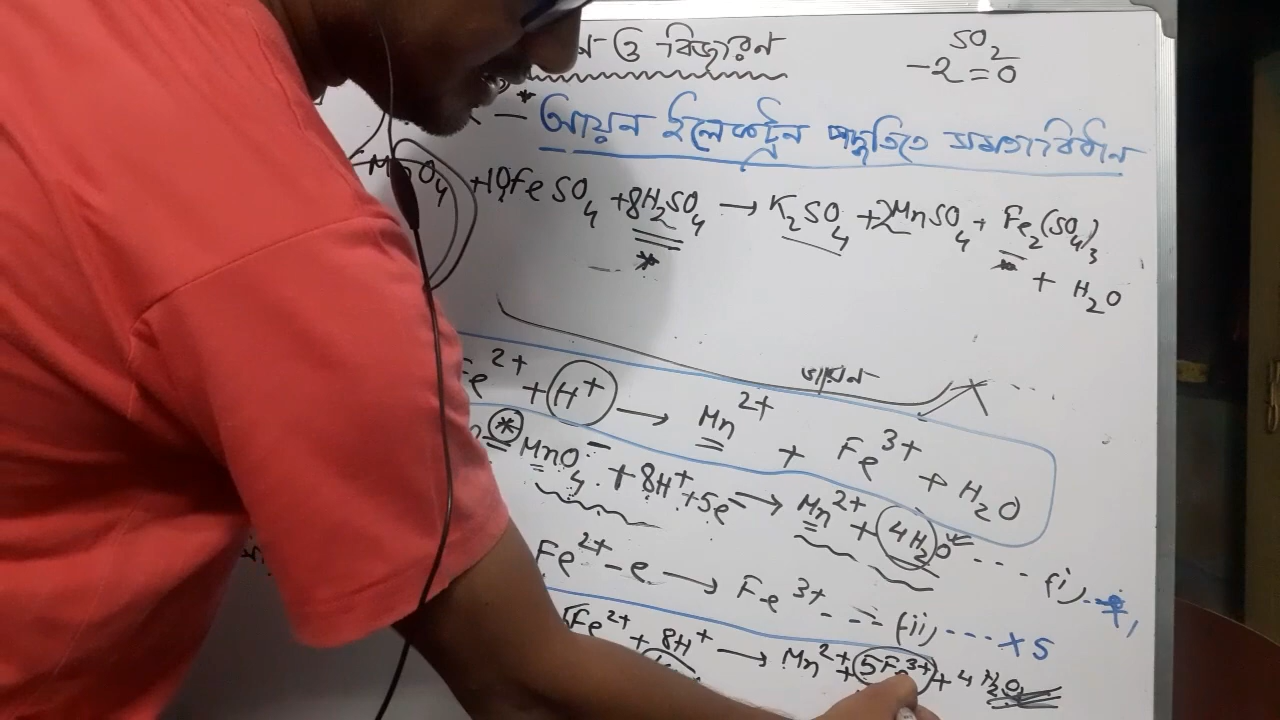 ও বিজারণ
SO₂
-2=0
* আয়ন ইলেকট্রন পদ্ধতিতে সমতাবিধান
MnO₄ +10FeSO₄ +8H₂SO₄ → K₂SO₄ +2MnSO₄ + Fe₂(SO₄)₃
+ H₂O
Fe²⁺ + H⁺ → Mn²⁺ + Fe³⁺ + H₂O
* MnO₄⁻ + 8H⁺ +5e⁻ → Mn²⁺ + 4H₂O ---- (i)
Fe²⁺ - e → Fe³⁺ ---- (ii) ---- ×5
5Fe²⁺ + 8H⁺ → Mn²⁺ + 5Fe³⁺ + 4H₂O